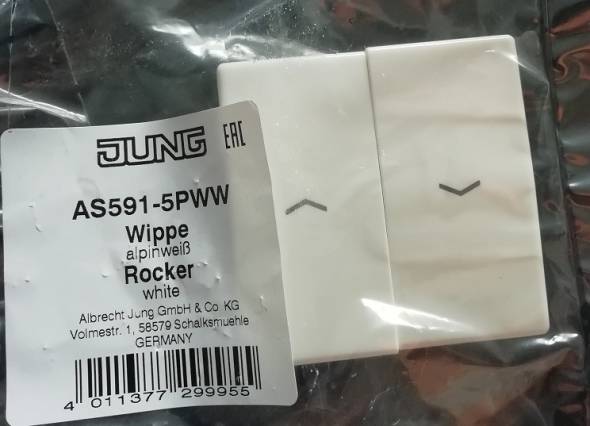 JUNG EAC
AS591-5PWW
Wippe
alpinweiß
Rocker
white
Albrecht Jung GmbH & Co KG
Volmestr. 1, 58579 Schalksmuehle
GERMANY
4 011377 299955